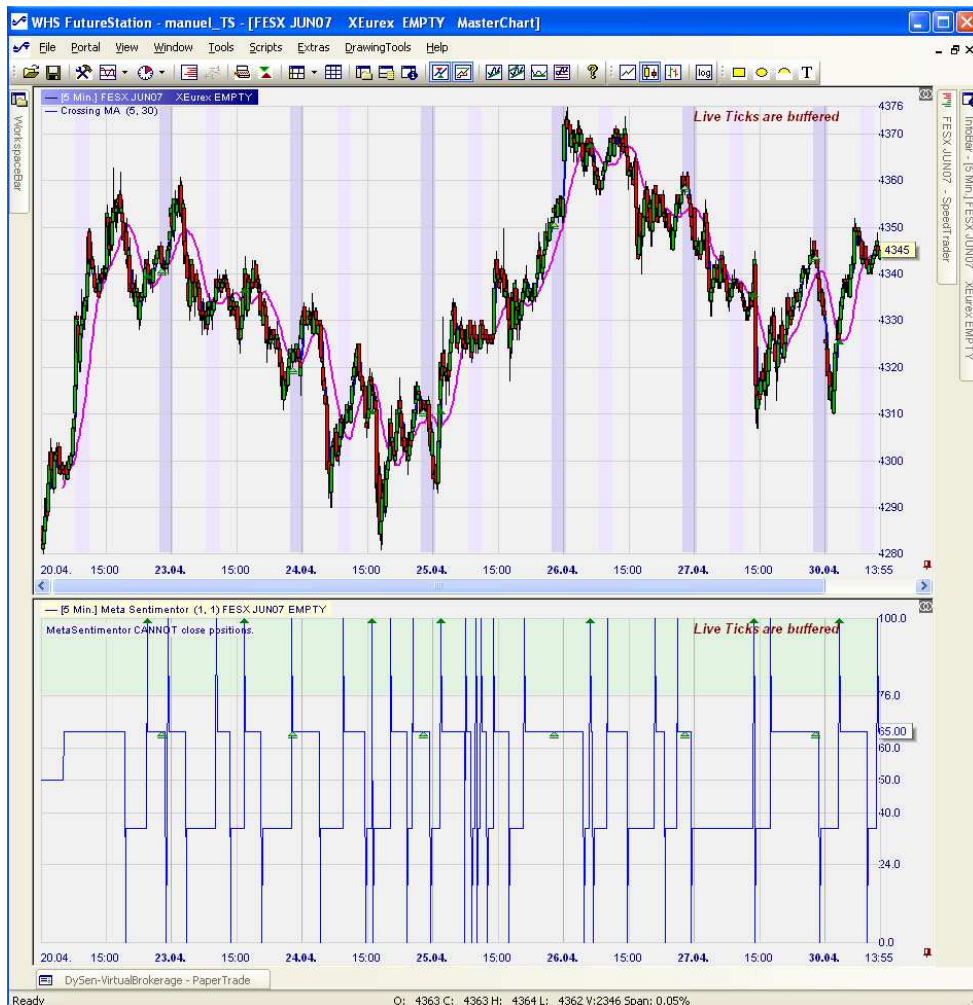 WHS FutureStation - manuel_TS - [FESX JUN07 XEurex EMPTY MasterChart]
File Portal View Window Tools Scripts Extras DrawingTools Help
log T
WorkspaceBar
[5 Min.] FESX JUN07 XEurex EMPTY
Crossing MA (5, 30)
Live Ticks are buffered
4376
4370
4360
4350
4345
4340
4330
4320
4310
4300
4290
4280
20.04. 15:00 23.04. 15:00 24.04. 15:00 25.04. 15:00 26.04. 15:00 27.04. 15:00 30.04. 13:55
FESX JUN07 - SpeedTrader
InfoBar - [5 Min.] FESX JUN07 XEurex EMPTY
[5 Min.] Meta Sentimentor (1, 1) FESX JUN07 EMPTY
MetaSentimentor CANNOT close positions.
Live Ticks are buffered
100.0
76.0
65.00
60.0
50.0
40.0
24.0
0.0
20.04. 15:00 23.04. 15:00 24.04. 15:00 25.04. 15:00 26.04. 15:00 27.04. 15:00 30.04. 13:55
DySen-VirtualBrokerage - PaperTrade
Ready O: 4363 C: 4363 H: 4364 L: 4362 V:2346 Span: 0.05%